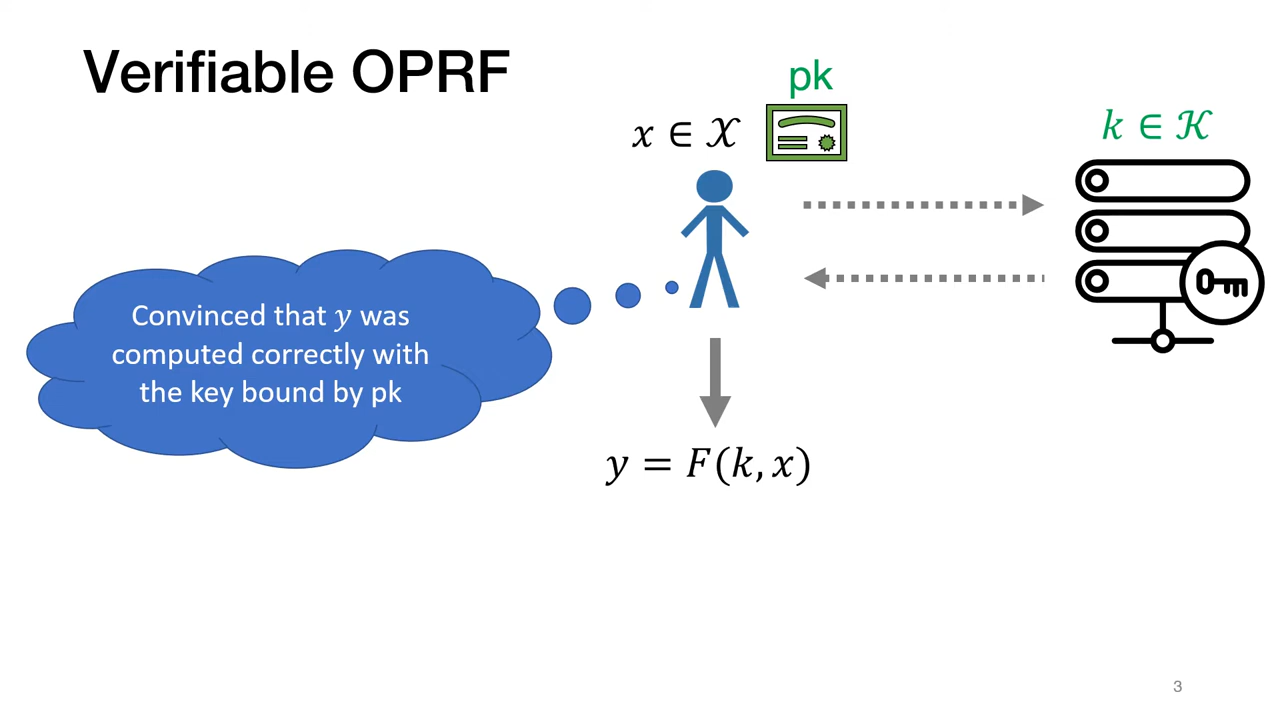 Verifiable OPRF
pk
x ∈ 𝒳
k ∈ 𝒦
Convinced that y was
computed correctly with
the key bound by pk
y = F(k, x)
3